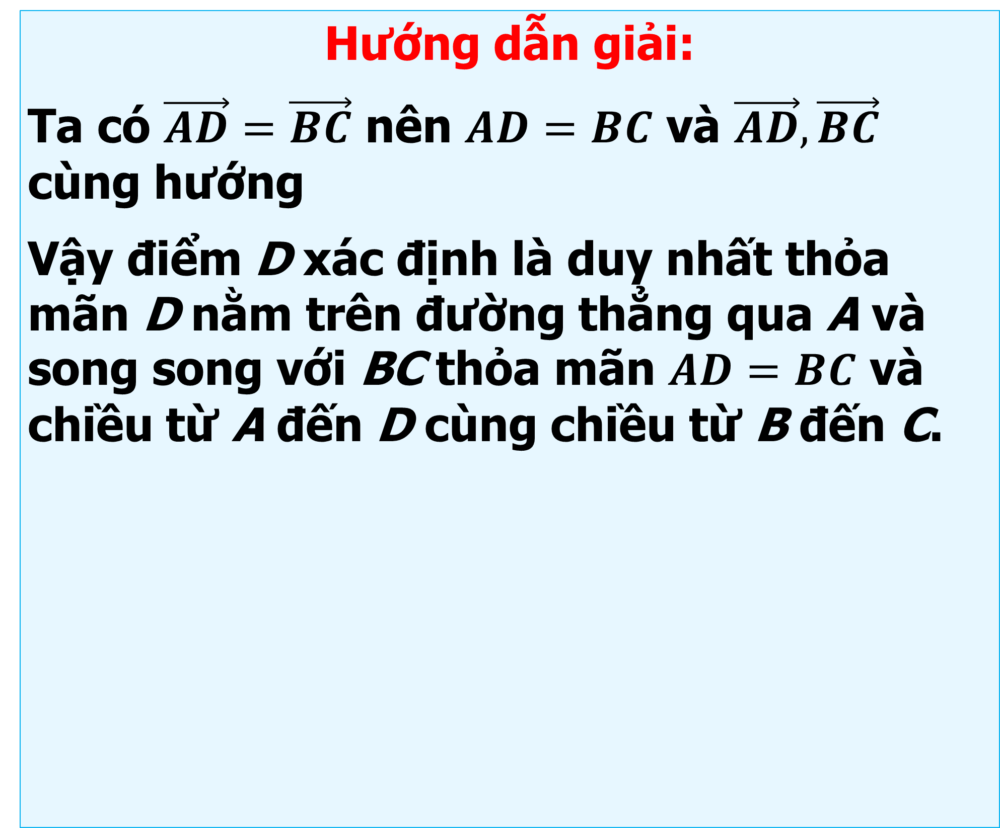 Hướng dẫn giải:
Ta có $\overrightarrow{AD} = \overrightarrow{BC}$ nên $AD = BC$ và $\overrightarrow{AD}, \overrightarrow{BC}$
cùng hướng
Vậy điểm D xác định là duy nhất thỏa
mãn D nằm trên đường thẳng qua A và
song song với BC thỏa mãn $AD = BC$ và
chiều từ A đến D cùng chiều từ B đến C.